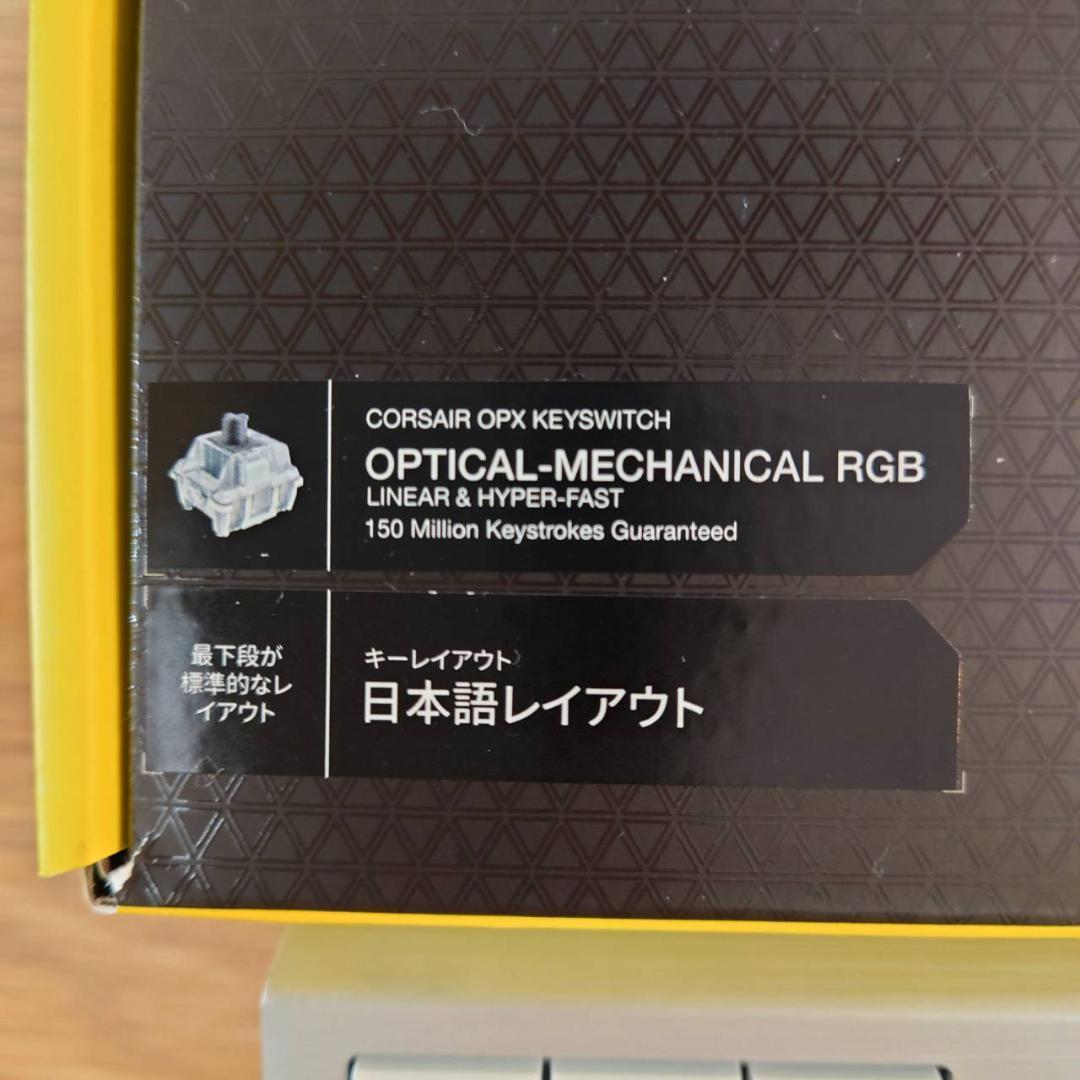 CORSAIR OPX KEYSWITCH
OPTICAL-MECHANICAL RGB
LINEAR & HYPER-FAST
150 Million Keystrokes Guaranteed
最下段が
標準的なレ
イアウト
キーレイアウト
日本語レイアウト